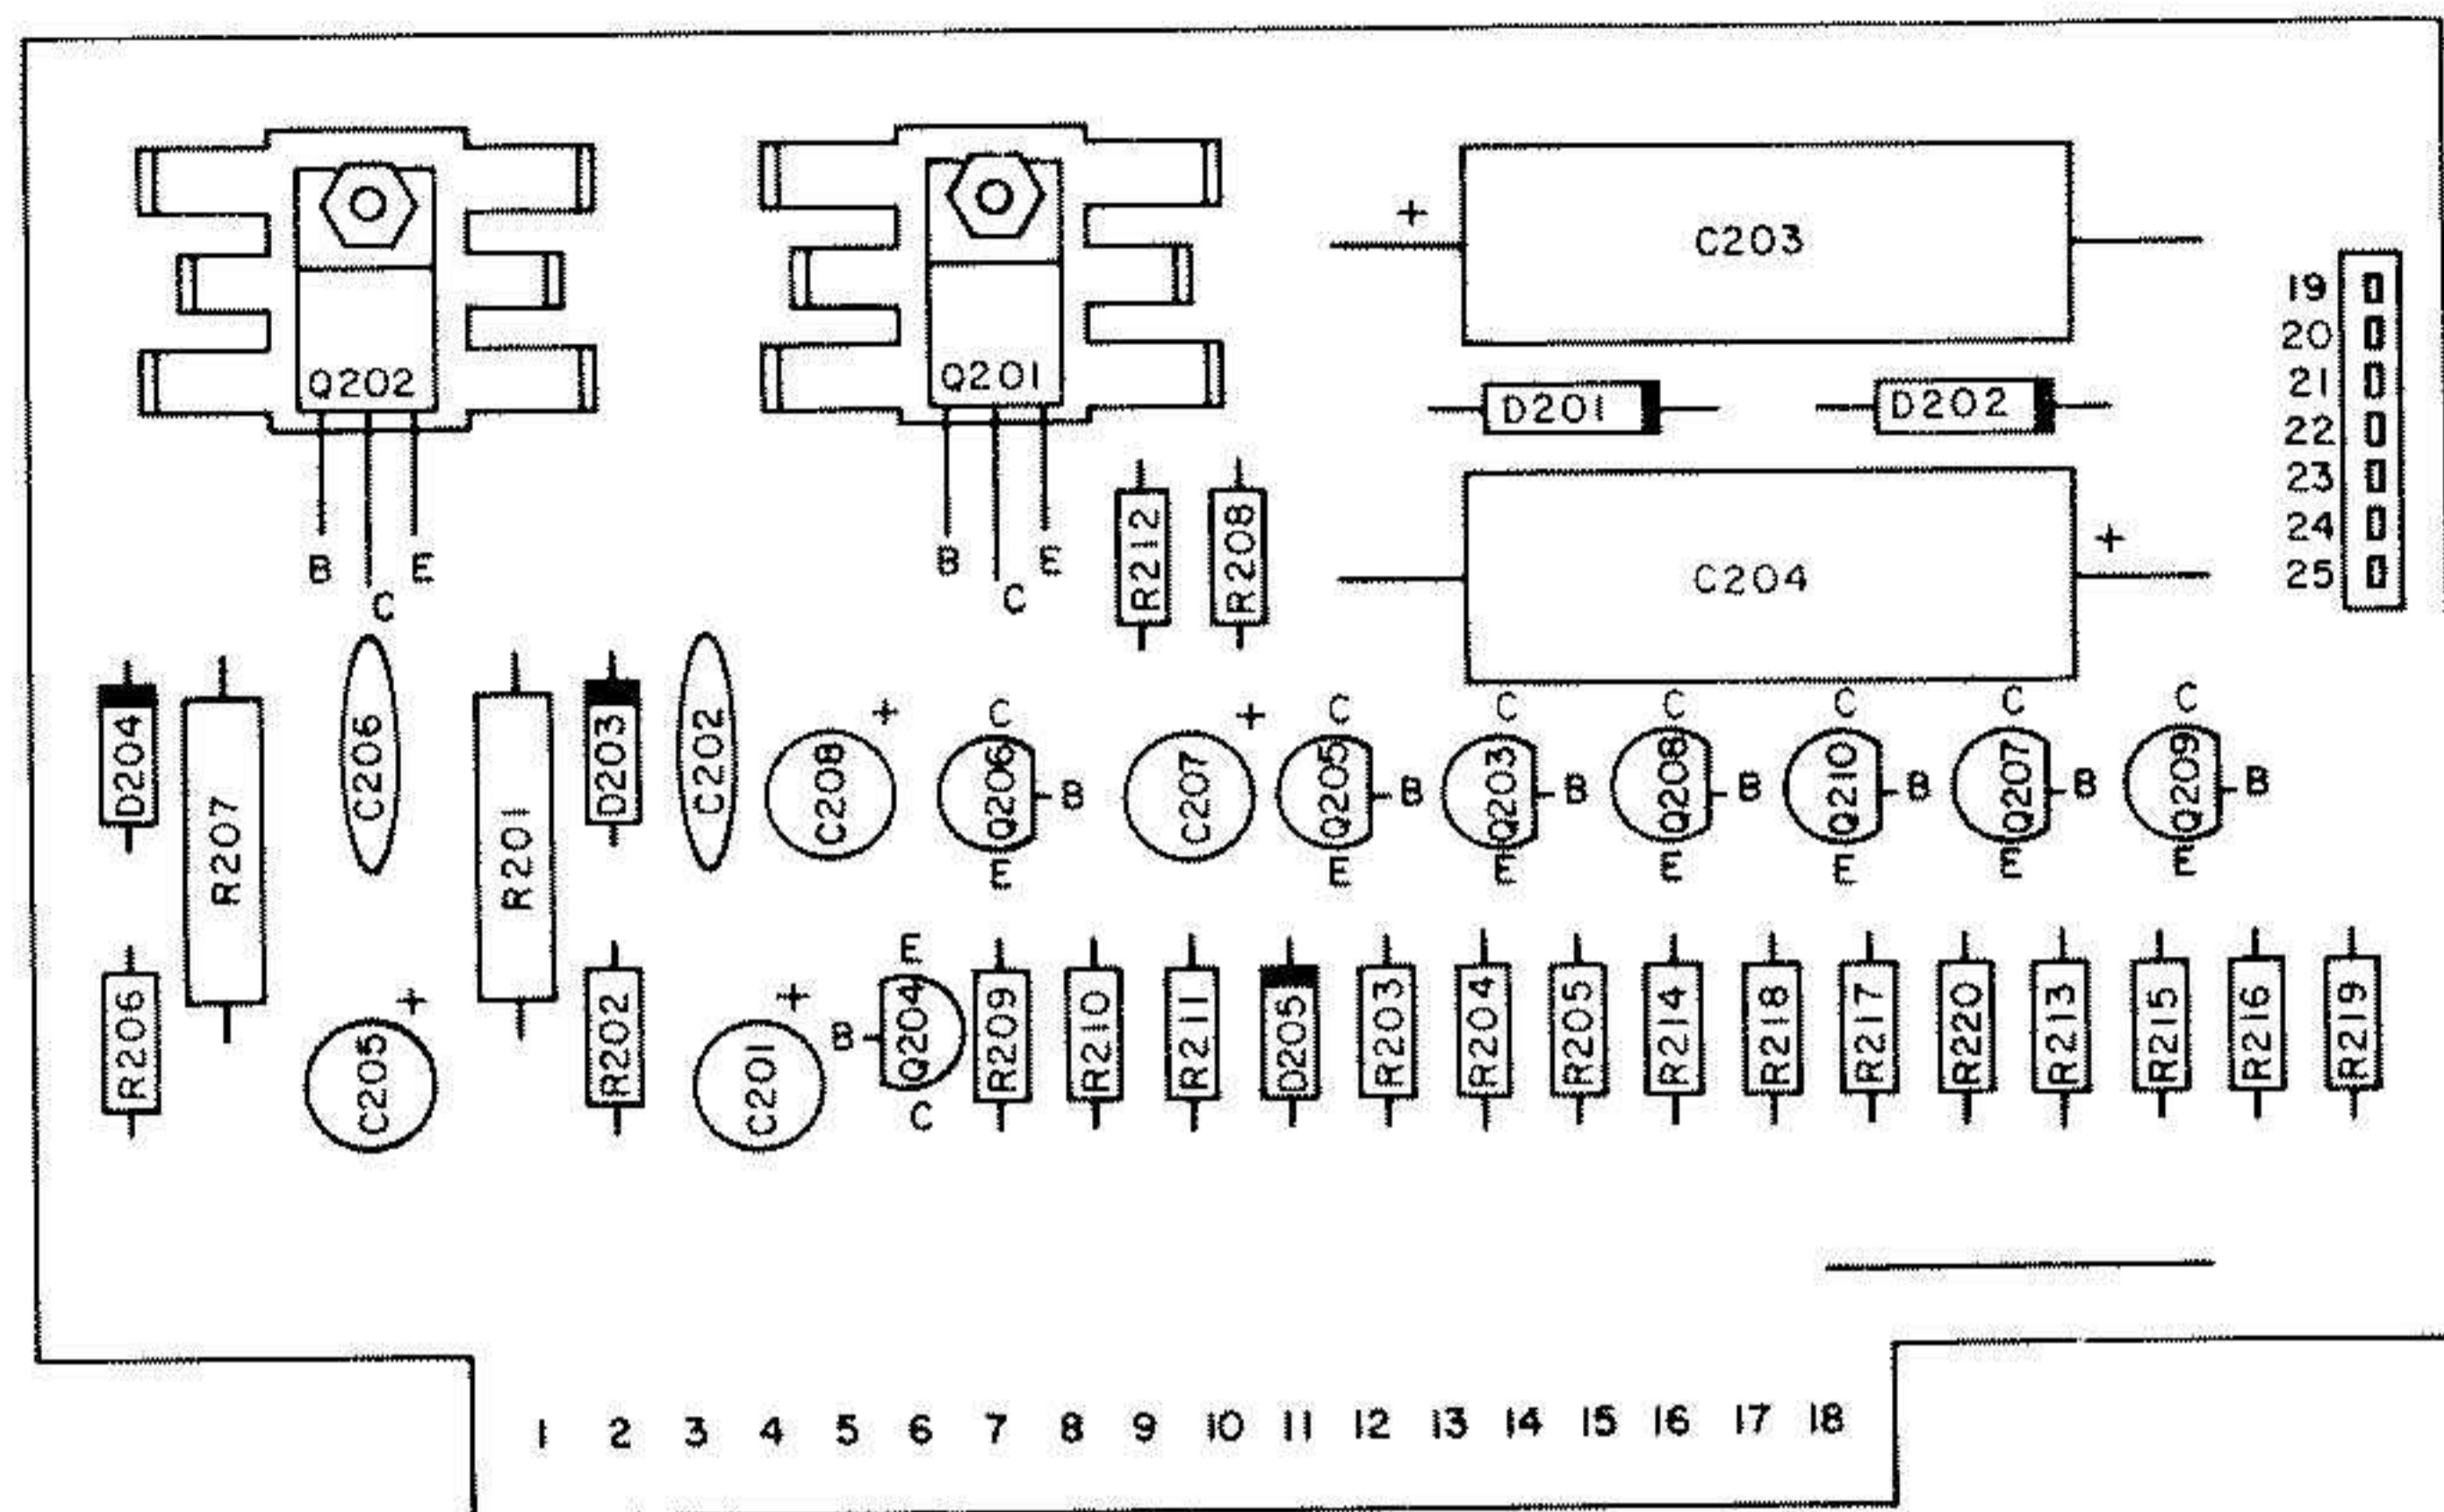 + C203
19
20
Q202 Q201 D201 D202 21
22
23
+ 24
B E B E R212 R208 C204 25
C C
D204 R207 C206 R201 D203 C202 C208 + C Q206 B E C207 + C Q205 B E C Q203 B E C Q208 B E C Q210 B E C Q207 B E C Q209 B E
R206 C205 + R202 C201 + E B Q204 C R209 R210 R211 D205 R203 R204 R205 R214 R218 R217 R220 R213 R215 R216 R219
1 2 3 4 5 6 7 8 9 10 11 12 13 14 15 16 17 18